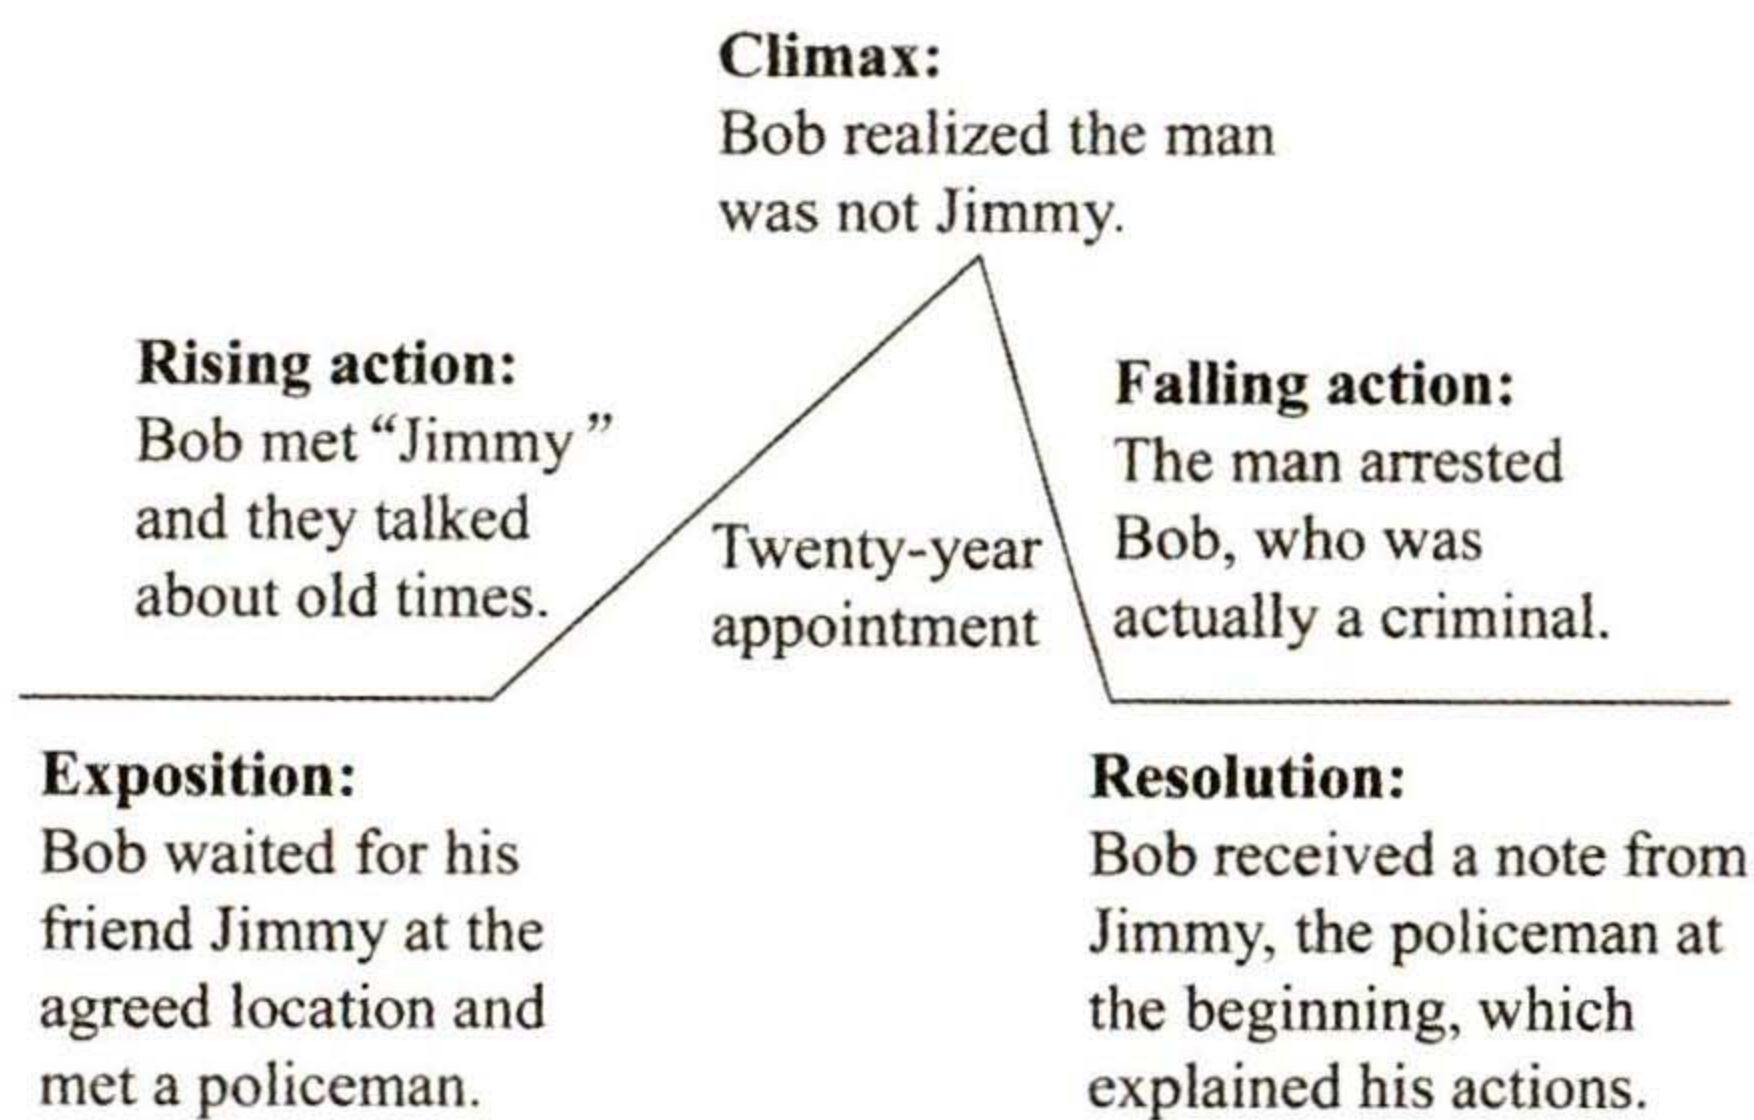 Climax:
Bob realized the man
was not Jimmy.
Rising action:
Bob met “Jimmy”
and they talked
about old times.
Twenty-year
appointment
Falling action:
The man arrested
Bob, who was
actually a criminal.
Exposition:
Bob waited for his
friend Jimmy at the
agreed location and
met a policeman.
Resolution:
Bob received a note from
Jimmy, the policeman at
the beginning, which
explained his actions.